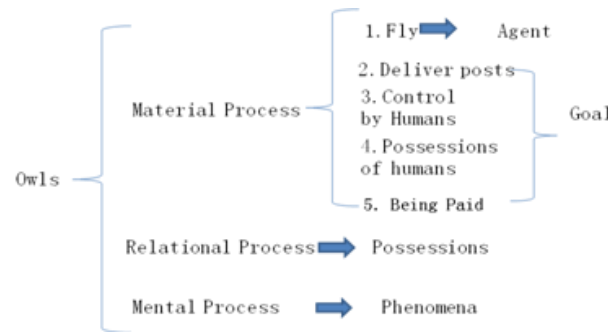 1.Fly Agent
2.Deliver posts
3.Control
by Humans
Goal
Material Process
4.Possessions
of humans
Owls
5. Being Paid
Relational Process Possessions
Mental Process Phenomena